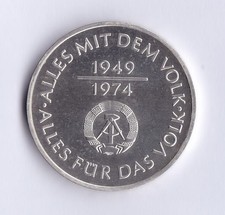 ALLES MIT DEM VOLK
1949
1974
ALLES FÜR DAS VOLK